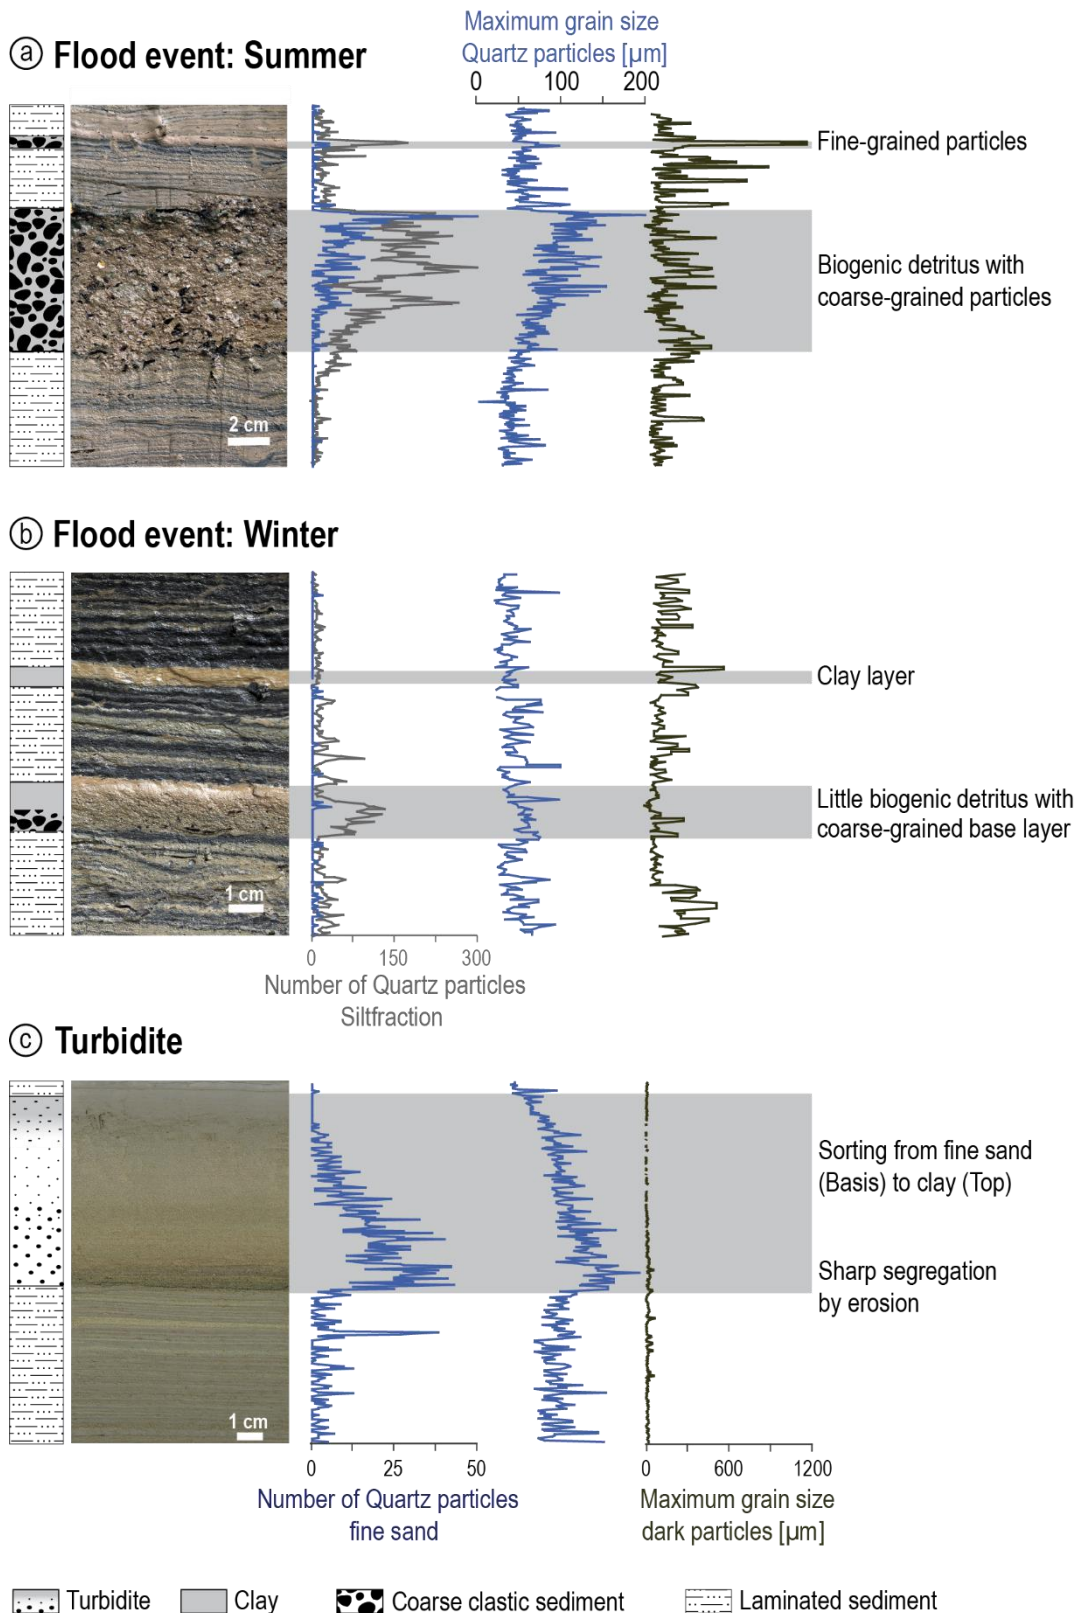 Maximum grain size
Quartz particles [µm]
ⓐ Flood event: Summer
0 100 200
Fine-grained particles
Biogenic detritus with
coarse-grained particles
2 cm
ⓑ Flood event: Winter
Clay layer
Little biogenic detritus with
coarse-grained base layer
1 cm
0 150 300
Number of Quartz particles
Siltfraction
ⓒ Turbidite
Sorting from fine sand
(Basis) to clay (Top)
Sharp segregation
by erosion
1 cm
0 25 50
0 600 1200
Number of Quartz particles
fine sand
Maximum grain size
dark particles [µm]
Turbidite
Clay
Coarse clastic sediment
Laminated sediment